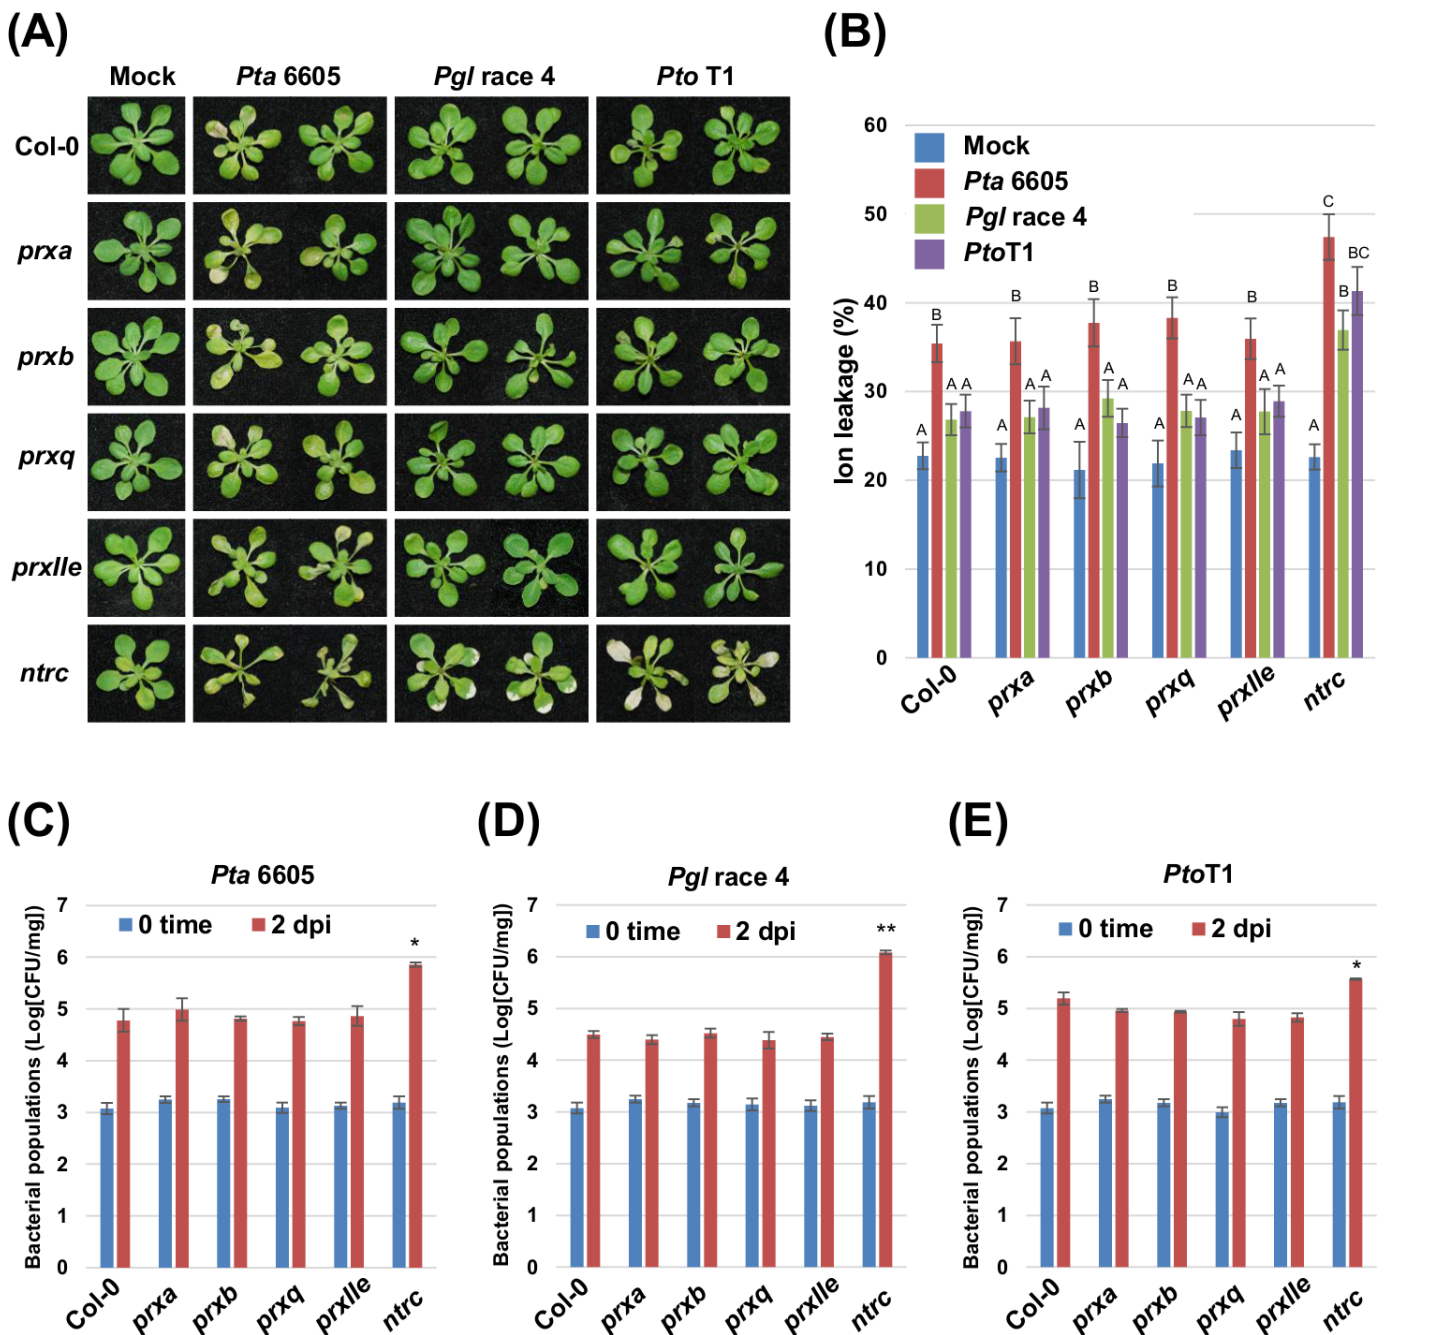 (A)
Mock Pta 6605 Pgl race 4 Pto T1
Col-0
prxa
prxb
prxq
prxIIe
ntrc
(B)
Ion leakage (%)
60
50
40
30
20
10
0
Mock
Pta 6605
Pgl race 4
PtoT1
A B A A
A B A A
A B A A
A B A A
A B A A
A C B BC
Col-0 prxa prxb prxq prxIIe ntrc
(C)
Pta 6605
Bacterial populations (Log[CFU/mg])
7
6
5
4
3
2
1
0
0 time 2 dpi
*
Col-0 prxa prxb prxq prxIIe ntrc
(D)
Pgl race 4
Bacterial populations (Log[CFU/mg])
7
6
5
4
3
2
1
0
0 time 2 dpi
**
Col-0 prxa prxb prxq prxIIe ntrc
(E)
PtoT1
Bacterial populations (Log[CFU/mg])
7
6
5
4
3
2
1
0
0 time 2 dpi
*
Col-0 prxa prxb prxq prxIIe ntrc